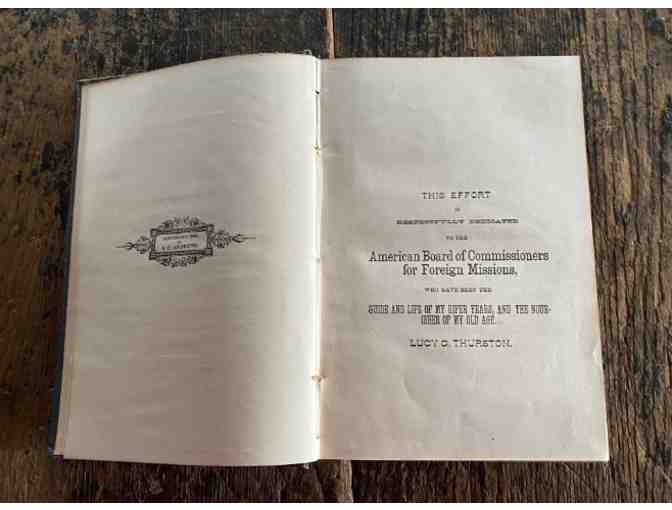 THIS EFFORT
IS
RESPECTFULLY DEDICATED
TO THE
American Board of Commissioners
for Foreign Missions,
WHO HAVE BEEN THE
GUIDE AND LIFE OF MY RIPER YEARS, AND THE NOUR-
ISHER OF MY OLD AGE.
LUCY G. THURSTON.